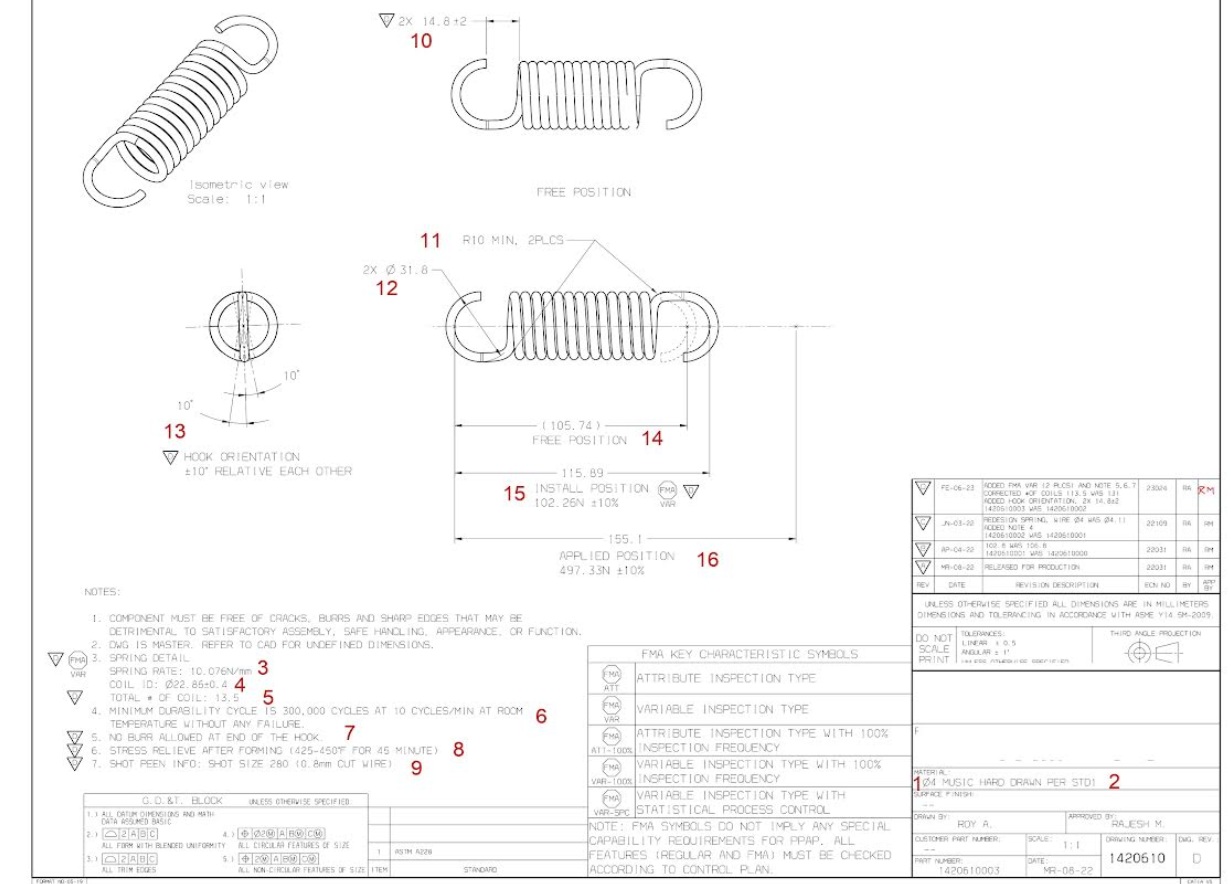 2X 14.8±2
10
Isometric view
Scale: 1:1
FREE POSITION
11 R10 MIN, 2PLCS
2X Ø 31.8
12
10°
10°
13
HOOK ORIENTATION
±10° RELATIVE EACH OTHER
(105.74)
FREE POSITION 14
115.89
15 INSTALL POSITION FMA
VAR
102.26N ±10%
155.1
APPLIED POSITION 16
497.33N ±10%
NOTES:
1. COMPONENT MUST BE FREE OF CRACKS, BURRS AND SHARP EDGES THAT MAY BE
DETRIMENTAL TO SATISFACTORY ASSEMBLY, SAFE HANDLING, APPEARANCE, OR FUNCTION.
2. DWG IS MASTER. REFER TO CAD FOR UNDEFINED DIMENSIONS.
FMA 3. SPRING DETAIL
VAR SPRING RATE: 10.076N/mm 3
COIL ID: Ø22.86±0.4 4
TOTAL # OF COIL: 13.5 5
4. MINIMUM DURABILITY CYCLE IS 300,000 CYCLES AT 10 CYCLES/MIN AT ROOM 6
TEMPERATURE WITHOUT ANY FAILURE.
5. NO BURR ALLOWED AT END OF THE HOOK. 7
6. STRESS RELIEVE AFTER FORMING (425-450°F FOR 45 MINUTE) 8
7. SHOT PEEN INFO: SHOT SIZE 280 (0.8mm CUT WIRE) 9
G.D.&T. BLOCK UNLESS OTHERWISE SPECIFIED
1.) ALL DATUM DIMENSIONS AND MATH
DATA ASSUMED BASIC
2.) ⌓ 2 A B C
ALL FORM WITH BLENDED UNIFORMITY
3.) ⌓ 2 A B C
ALL TRIM EDGES
4.) ⌖ Ø2Ⓜ A BⓂ CⓂ
ALL CIRCULAR FEATURES OF SIZE
5.) ⌖ 2Ⓜ A BⓂ CⓂ
ALL NON-CIRCULAR FEATURES OF SIZE
1 ASTM A228
ITEM STANDARD
FMA KEY CHARACTERISTIC SYMBOLS
FMA
ATT ATTRIBUTE INSPECTION TYPE
FMA
VAR VARIABLE INSPECTION TYPE
FMA ATTRIBUTE INSPECTION TYPE WITH 100%
ATT-100% INSPECTION FREQUENCY
FMA VARIABLE INSPECTION TYPE WITH 100%
VAR-100% INSPECTION FREQUENCY
FMA VARIABLE INSPECTION TYPE WITH
VAR-SPC STATISTICAL PROCESS CONTROL
NOTE: FMA SYMBOLS DO NOT IMPLY ANY SPECIAL
CAPABILITY REQUIREMENTS FOR PPAP. ALL
FEATURES (REGULAR AND FMA) MUST BE CHECKED
ACCORDING TO CONTROL PLAN.
D FE-06-23 ADDED FMA VAR (2 PLCS) AND NOTE 5,6,7 23024 RA RM
CORRECTED #OF COILS (13.5 WAS 13)
ADDED HOOK ORIENTATION, 2X 14.8±2
1420610003 WAS 1420610002
C JN-03-22 REDESIGN SPRING, WIRE Ø4 WAS Ø4.1) 22109 RA RM
ADDED NOTE 4
1420610002 WAS 1420610001
B AP-04-22 22031 RA RM
1420610001 WAS 1420610000
A MR-08-22 RELEASED FOR PRODUCTION 22031 RA RM
REV DATE REVISION DESCRIPTION ECN NO BY APP BY
UNLESS OTHERWISE SPECIFIED ALL DIMENSIONS ARE IN MILLIMETERS
DIMENSIONS AND TOLERANCING IN ACCORDANCE WITH ASME Y14.5M-2009.
DO NOT
SCALE
PRINT
TOLERANCES:
LINEAR ± 0.5
ANGULAR ± 1°
UNLESS OTHERWISE SPECIFIED
THIRD ANGLE PROJECTION
F
MATERIAL:
1 Ø4 MUSIC HARD DRAWN PER STD1 2
SURFACE FINISH:
--
DRAWN BY: ROY A.
APPROVED BY: RAJESH M.
CUSTOMER PART NUMBER:
--
SCALE: 1:1
DRAWING NUMBER: 1420610
DWG. REV. D
PART NUMBER: 1420610003
DATE: MR-08-22
FORMAT NO-ES-19
CATIA V5